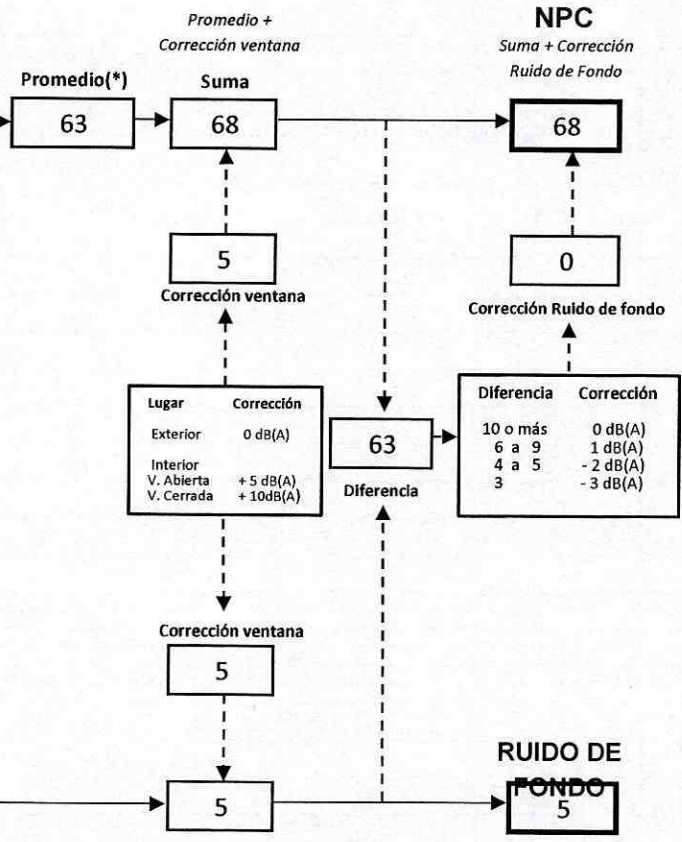 Promedio +
Corrección ventana
NPC
Suma + Corrección
Ruido de Fondo
Promedio(*)
Suma
63
68
68
5
0
Corrección ventana
Corrección Ruido de fondo
Lugar Corrección
Exterior 0 dB(A)
Interior
V. Abierta + 5 dB(A)
V. Cerrada + 10dB(A)
63
Diferencia
Diferencia Corrección
10 o más 0 dB(A)
6 a 9 1 dB(A)
4 a 5 - 2 dB(A)
3 - 3 dB(A)
Corrección ventana
5
RUIDO DE
FONDO
5
5